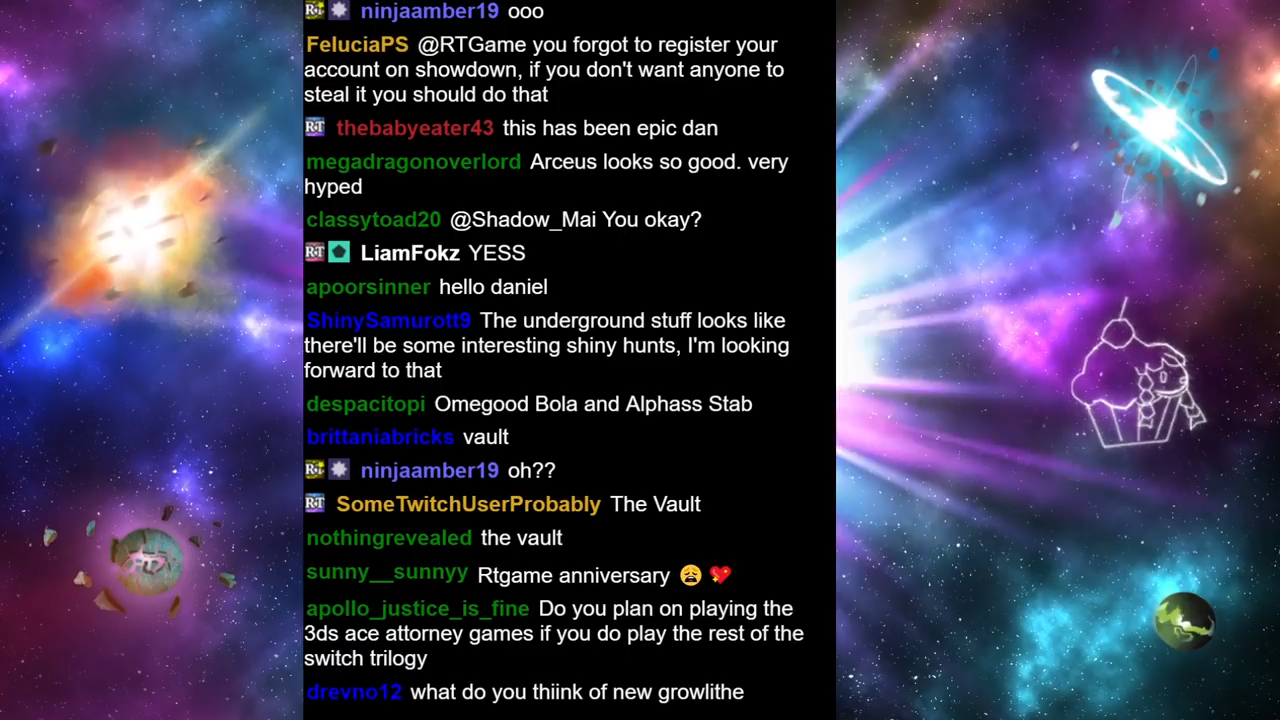 ninjaamber19 ooo
FeluciaPS @RTGame you forgot to register your
account on showdown, if you don't want anyone to
steal it you should do that
RT thebabyeater43 this has been epic dan
megadragonoverlord Arceus looks so good. very
hyped
classytoad20 @Shadow_Mai You okay?
RT LiamFokz YESS
apoorsinner hello daniel
ShinySamurott9 The underground stuff looks like
there'll be some interesting shiny hunts, I'm looking
forward to that
despacitopi Omegood Bola and Alphass Stab
brittaniabricks vault
ninjaamber19 oh??
RT SomeTwitchUserProbably The Vault
nothingrevealed the vault
sunny__sunnyy Rtgame anniversary 😩 💖
apollo_justice_is_fine Do you plan on playing the
3ds ace attorney games if you do play the rest of the
switch trilogy
drevno12 what do you thiink of new growlithe